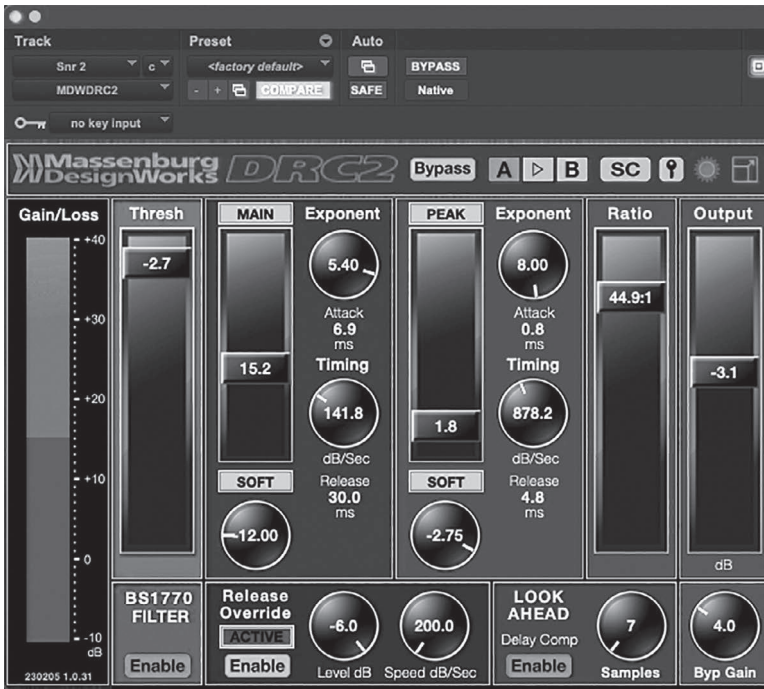 Track Preset Auto
Snr 2 c <factory default> BYPASS
MDWDRC2 - + COMPARE SAFE Native
no key input
Massenburg
DesignWorks DRC2 Bypass A B SC
Gain/Loss Thresh MAIN Exponent PEAK Exponent Ratio Output
+40
-2.7 5.40 8.00
44.9:1
Attack Attack
6.9 0.8
ms ms
+30
15.2 Timing Timing -3.1
+20
141.8 1.8 878.2
dB/Sec dB/Sec
+10
SOFT Release SOFT Release
30.0 4.8
ms ms
-12.00 -2.75
0
dB
BS1770 Release LOOK
FILTER Override AHEAD
ACTIVE -6.0 200.0 Delay Comp 7 4.0
-10
dB
Enable Enable Level dB Speed dB/Sec Enable Samples Byp Gain
230205 1.0.31